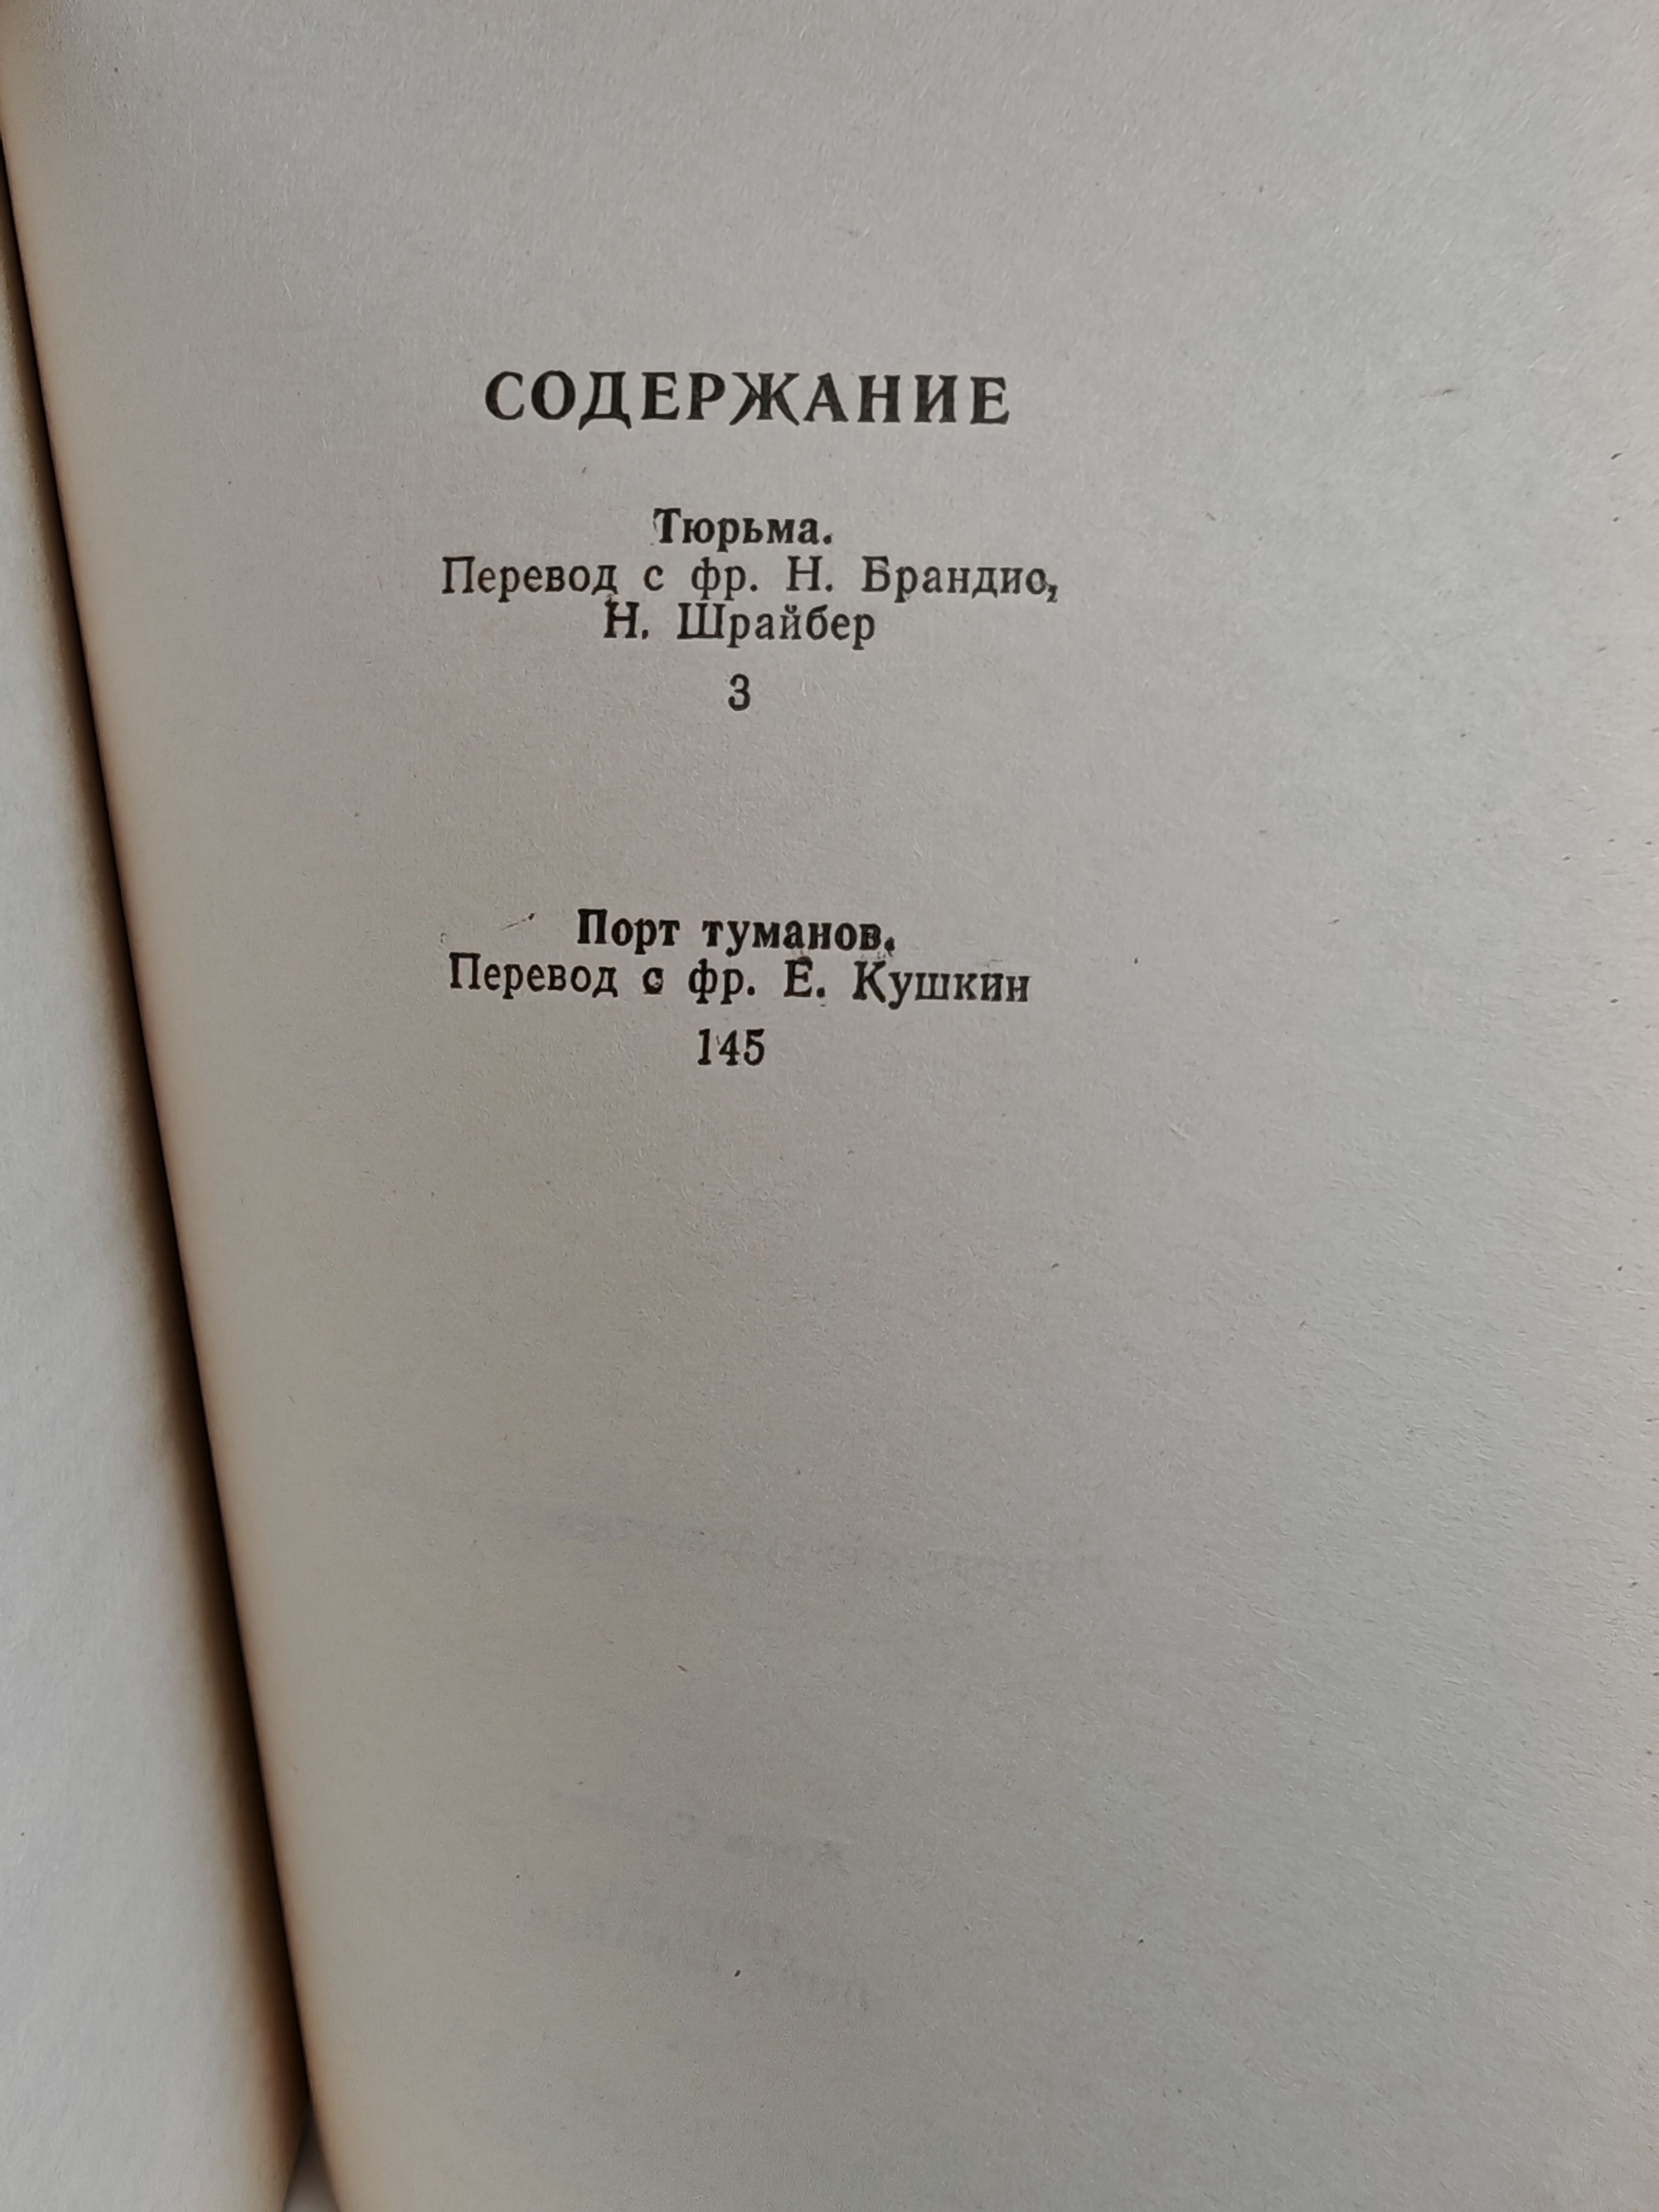 СОДЕРЖАНИЕ
Тюрьма.
Перевод с фр. Н. Брандис,
Н. Шрайбер
3
Порт туманов.
Перевод с фр. Е. Кушкин
145